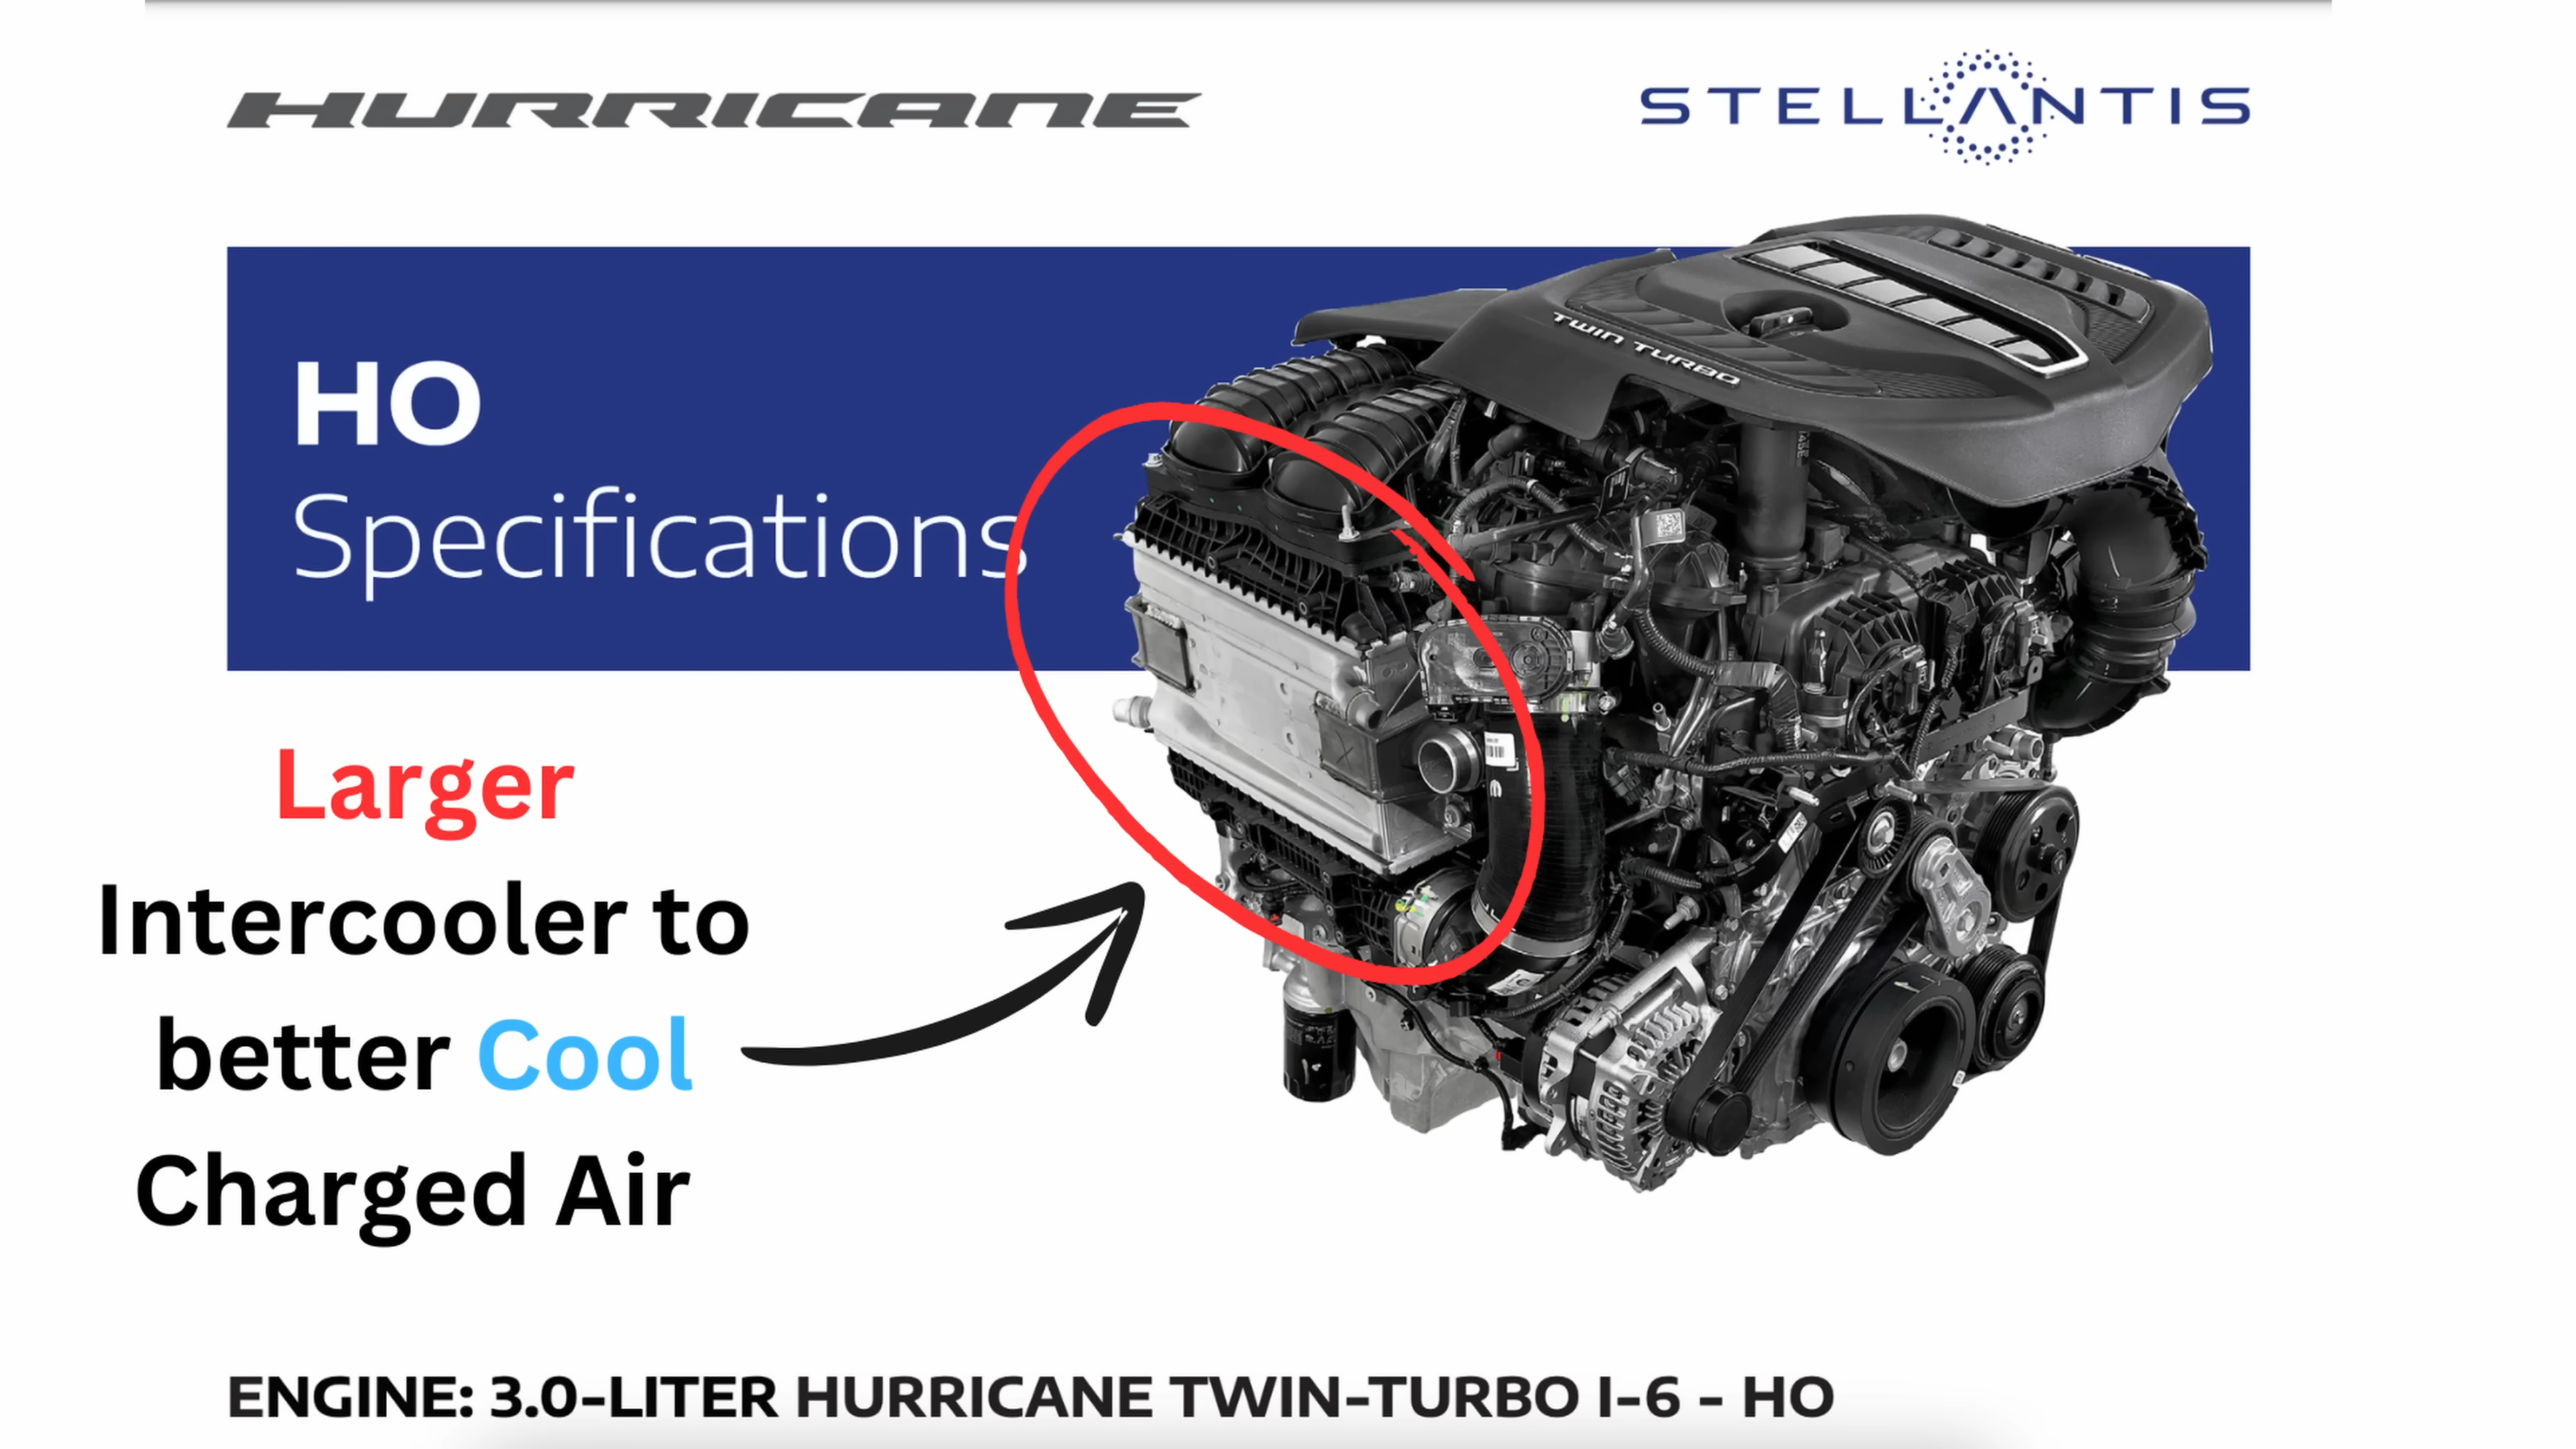 HURRICANE
STELLANTIS
HO
Specifications
TWIN TURBO
Larger
Intercooler to
better Cool
Charged Air
ENGINE: 3.0-LITER HURRICANE TWIN-TURBO I-6 - HO